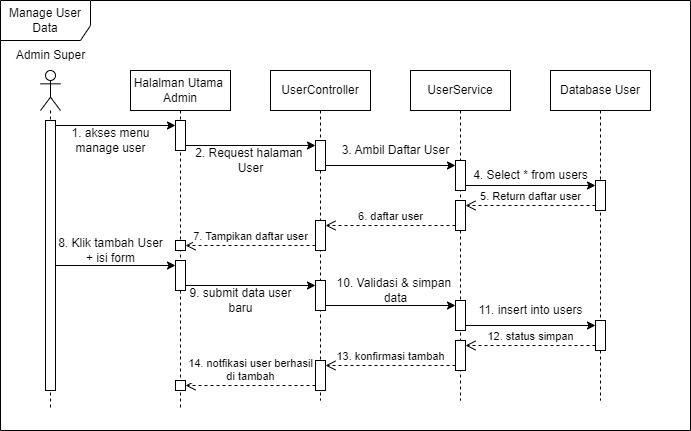 Manage User
Data
Admin Super
Halalman Utama
Admin
UserController
UserService
Database User
1. akses menu
manage user
2. Request halaman
User
3. Ambil Daftar User
4. Select * from users
5. Return daftar user
6. daftar user
7. Tampikan daftar user
8. Klik tambah User
+ isi form
9. submit data user
baru
10. Validasi & simpan
data
11. insert into users
12. status simpan
13. konfirmasi tambah
14. notfikasi user berhasil
di tambah